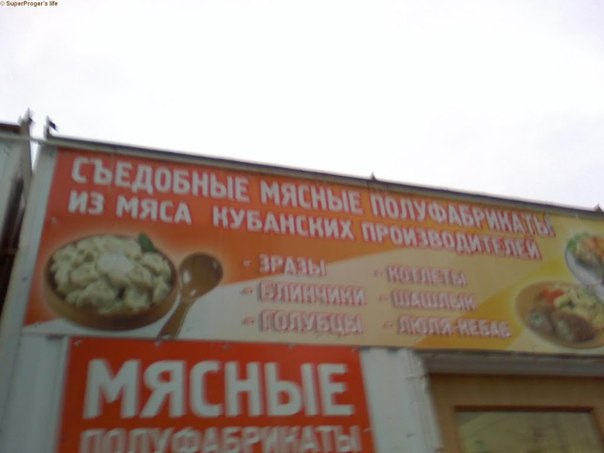 © SuperProger's life
СЪЕДОБНЫЕ МЯСНЫЕ ПОЛУФАБРИКАТЫ
ИЗ МЯСА КУБАНСКИХ ПРОИЗВОДИТЕЛЕЙ
- ЗРАЗЫ
- БЛИНЧИКИ
- ГОЛУБЦЫ
- КОТЛЕТЫ
- ШАШЛЫК
- ЛЮЛЯ-КЕБАБ
МЯСНЫЕ
ПОЛУФАБРИКАТЫ